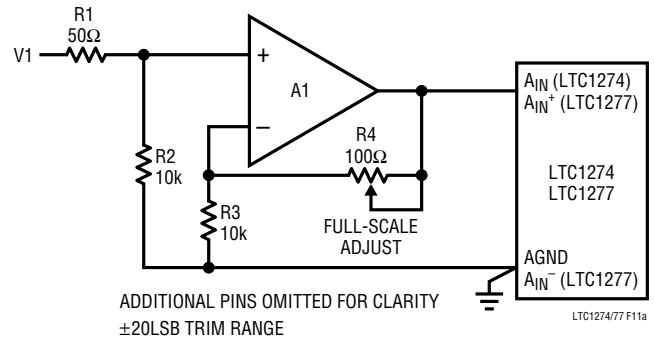 R1
50Ω
V1
+
A1
−
R2
10k
R3
10k
R4
100Ω
FULL-SCALE
ADJUST
AIN (LTC1274)
AIN+ (LTC1277)
LTC1274
LTC1277
AGND
AIN− (LTC1277)
ADDITIONAL PINS OMITTED FOR CLARITY
±20LSB TRIM RANGE
LTC1274/77 F11a